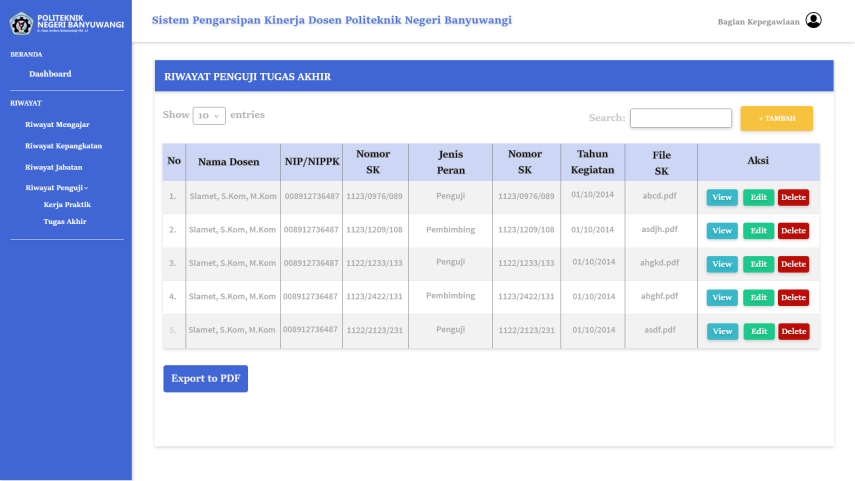 POLITEKNIK
NEGERI BANYUWANGI
Sistem Pengarsipan Kinerja Dosen Politeknik Negeri Banyuwangi
Bagian Kepegawiaan
BERANDA
Dashboard
RIWAYAT
Riwayat Mengajar
Riwayat Kepangkatan
Riwayat Jabatan
Riwayat Penguji
Kerja Praktik
Tugas Akhir
RIWAYAT PENGUJI TUGAS AKHIR
Show 10 entries
Search:
+ TAMBAH
No Nama Dosen NIP/NIPPK Nomor SK Jenis Peran Nomor SK Tahun Kegiatan File SK Aksi
1. Slamet, S.Kom, M.Kom 008912736487 1123/0976/089 Penguji 1123/0976/089 01/10/2014 abcd.pdf View Edit Delete
2. Slamet, S.Kom, M.Kom 008912736487 1123/1209/108 Pembimbing 1123/1209/108 01/10/2014 asdjh.pdf View Edit Delete
3. Slamet, S.Kom, M.Kom 008912736487 1122/1233/133 Penguji 1122/1233/133 01/10/2014 ahgkd.pdf View Edit Delete
4. Slamet, S.Kom, M.Kom 008912736487 1123/2422/131 Pembimbing 1123/2422/131 01/10/2014 ahghf.pdf View Edit Delete
5. Slamet, S.Kom, M.Kom 008912736487 1122/2123/231 Penguji 1122/2123/231 01/10/2014 asdf.pdf View Edit Delete
Export to PDF